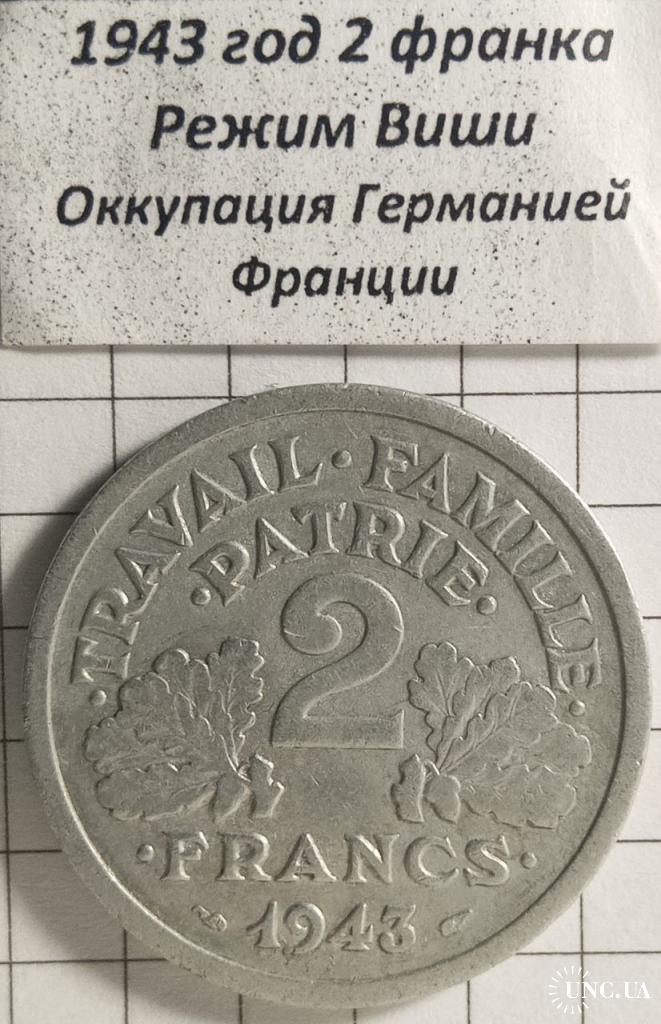 1943 год 2 франка
Режим Виши
Оккупация Германией
Франции
·TRAVAIL·FAMILLE·
·PATRIE·
2
·FRANCS·
1943
UNC.UA